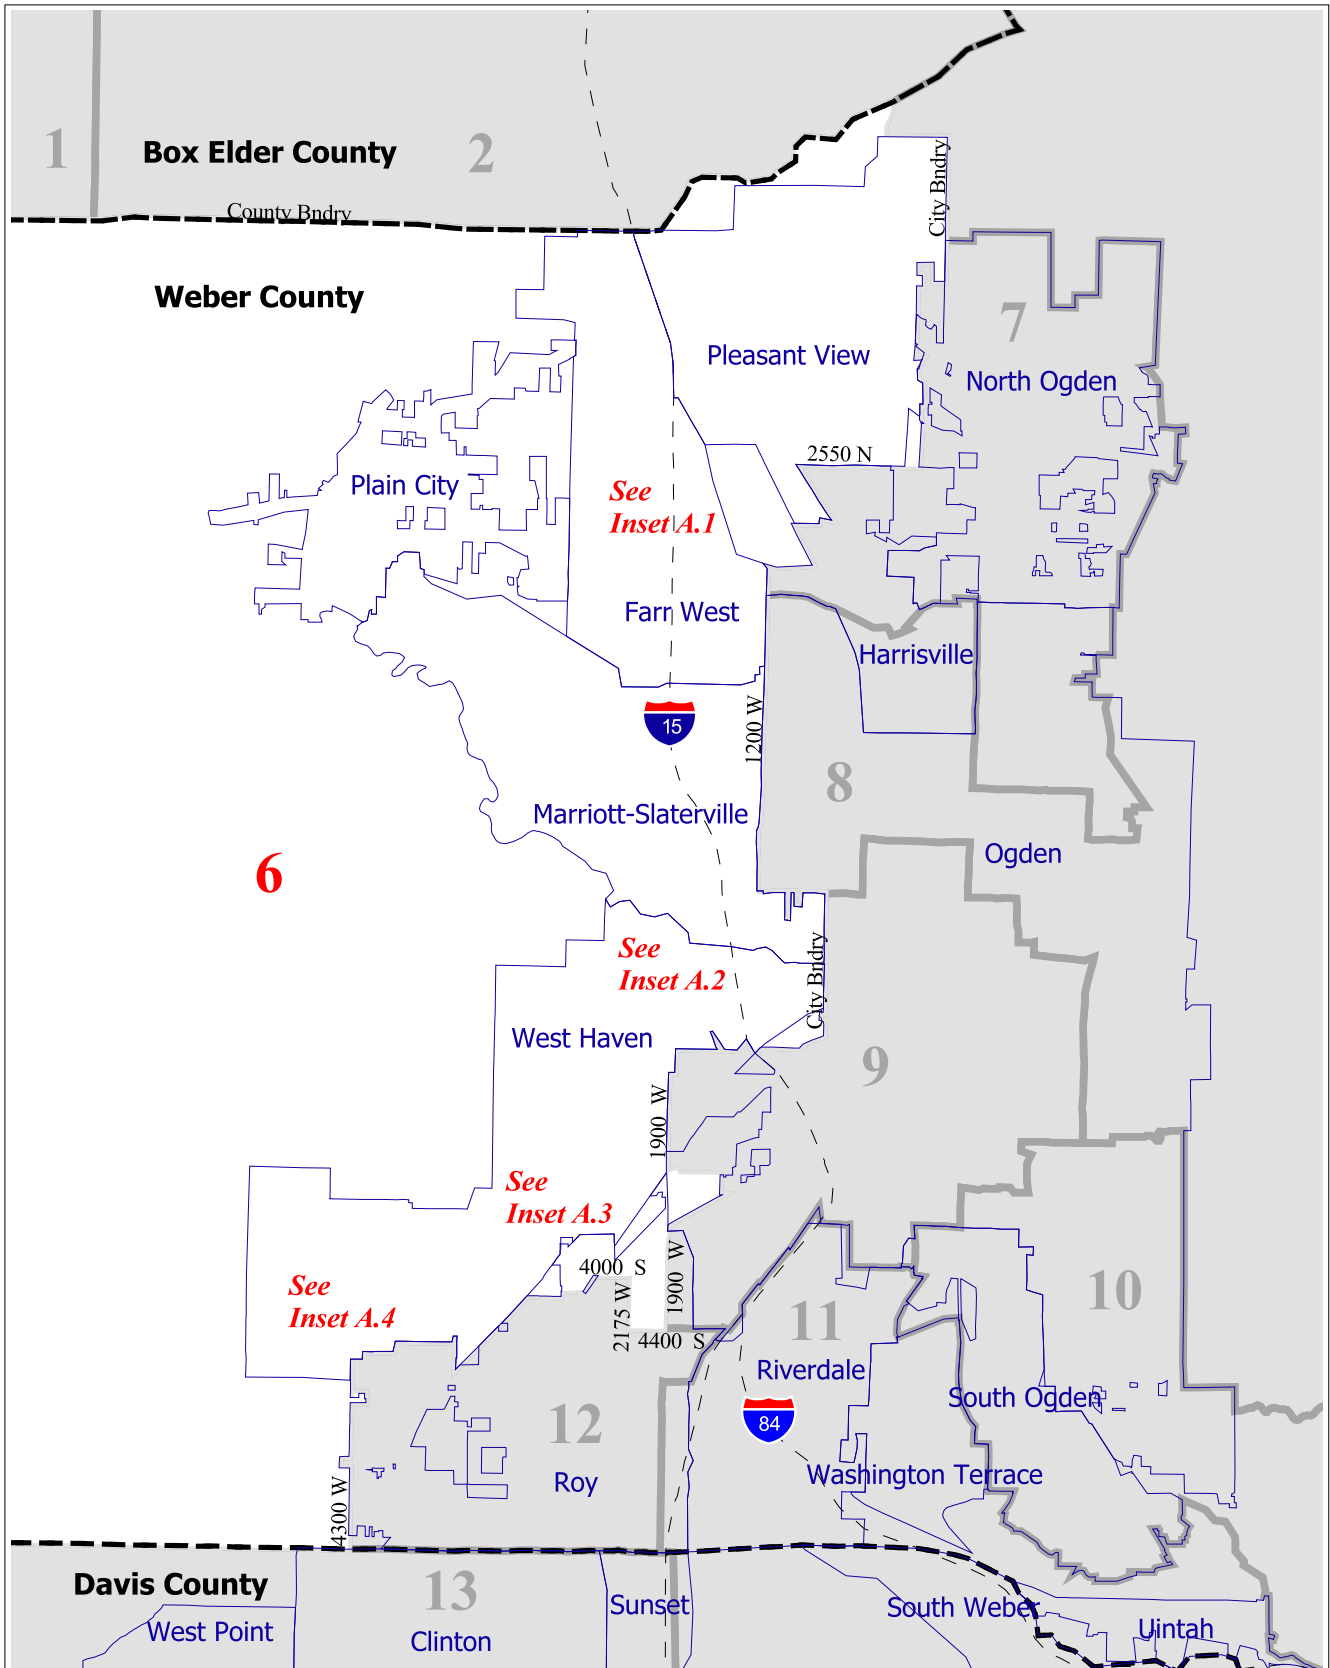 1
Box Elder County
2
County Bndry
City Bndry
Weber County
7
Pleasant View
North Ogden
2550 N
Plain City
See
Inset A.1
Farr West
Harrisville
15
1200 W
8
Marriott-Slaterville
Ogden
6
See
Inset A.2
City Bndry
West Haven
9
1900 W
See
Inset A.3
4000 S
1900 W
See
Inset A.4
10
2175 W
11
4400 S
Riverdale
South Ogden
84
12
Washington Terrace
Roy
4300 W
Davis County
13
Sunset
South Weber
West Point
Clinton
Uintah